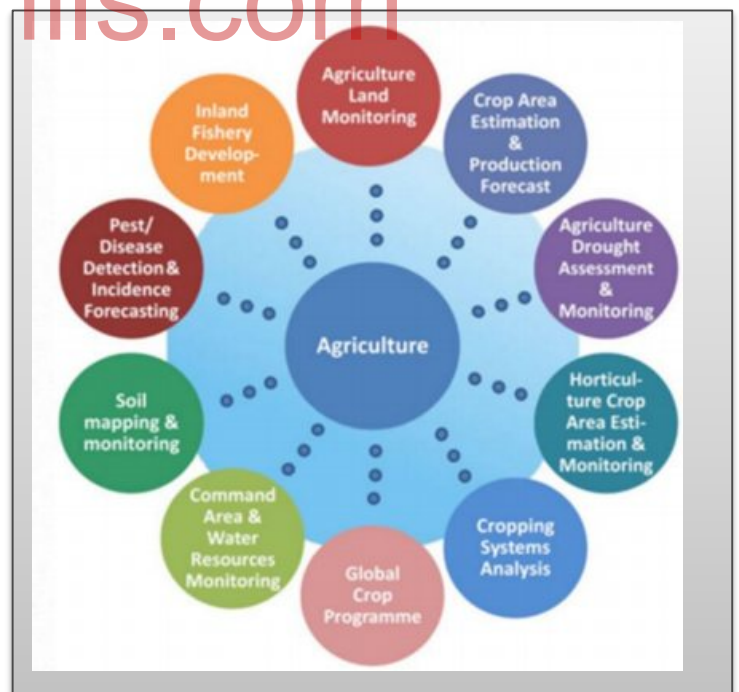 lis.com
Agriculture
Land
Monitoring
Crop Area
Estimation
&
Production
Forecast
Agriculture
Drought
Assessment
&
Monitoring
Horticul-
ture Crop
Area Esti-
mation &
Monitoring
Cropping
Systems
Analysis
Global
Crop
Programme
Command
Area &
Water
Resources
Monitoring
Soil
mapping &
monitoring
Pest/
Disease
Detection &
Incidence
Forecasting
Inland
Fishery
Develop-
ment
Agriculture